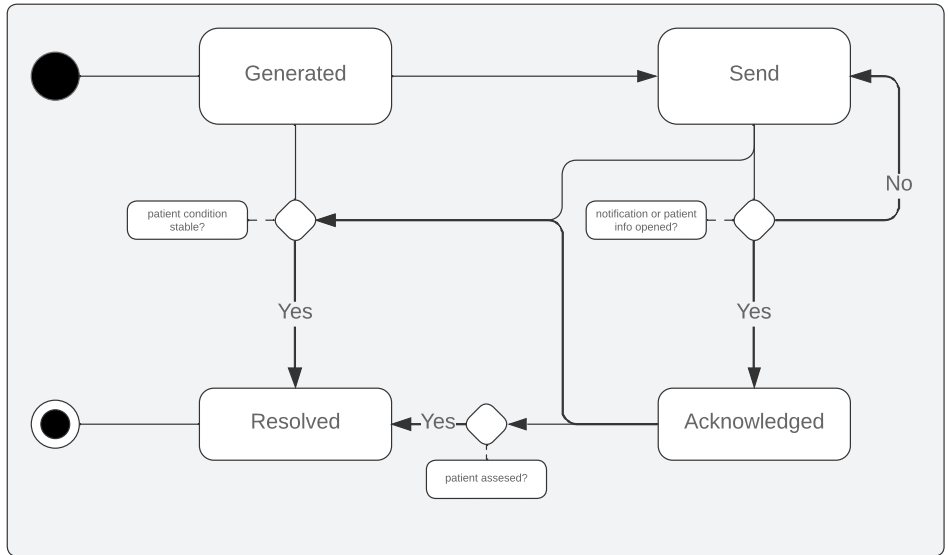 Generated
Send
No
patient condition
stable?
notification or patient
info opened?
Yes
Yes
Resolved
Yes
Acknowledged
patient assesed?